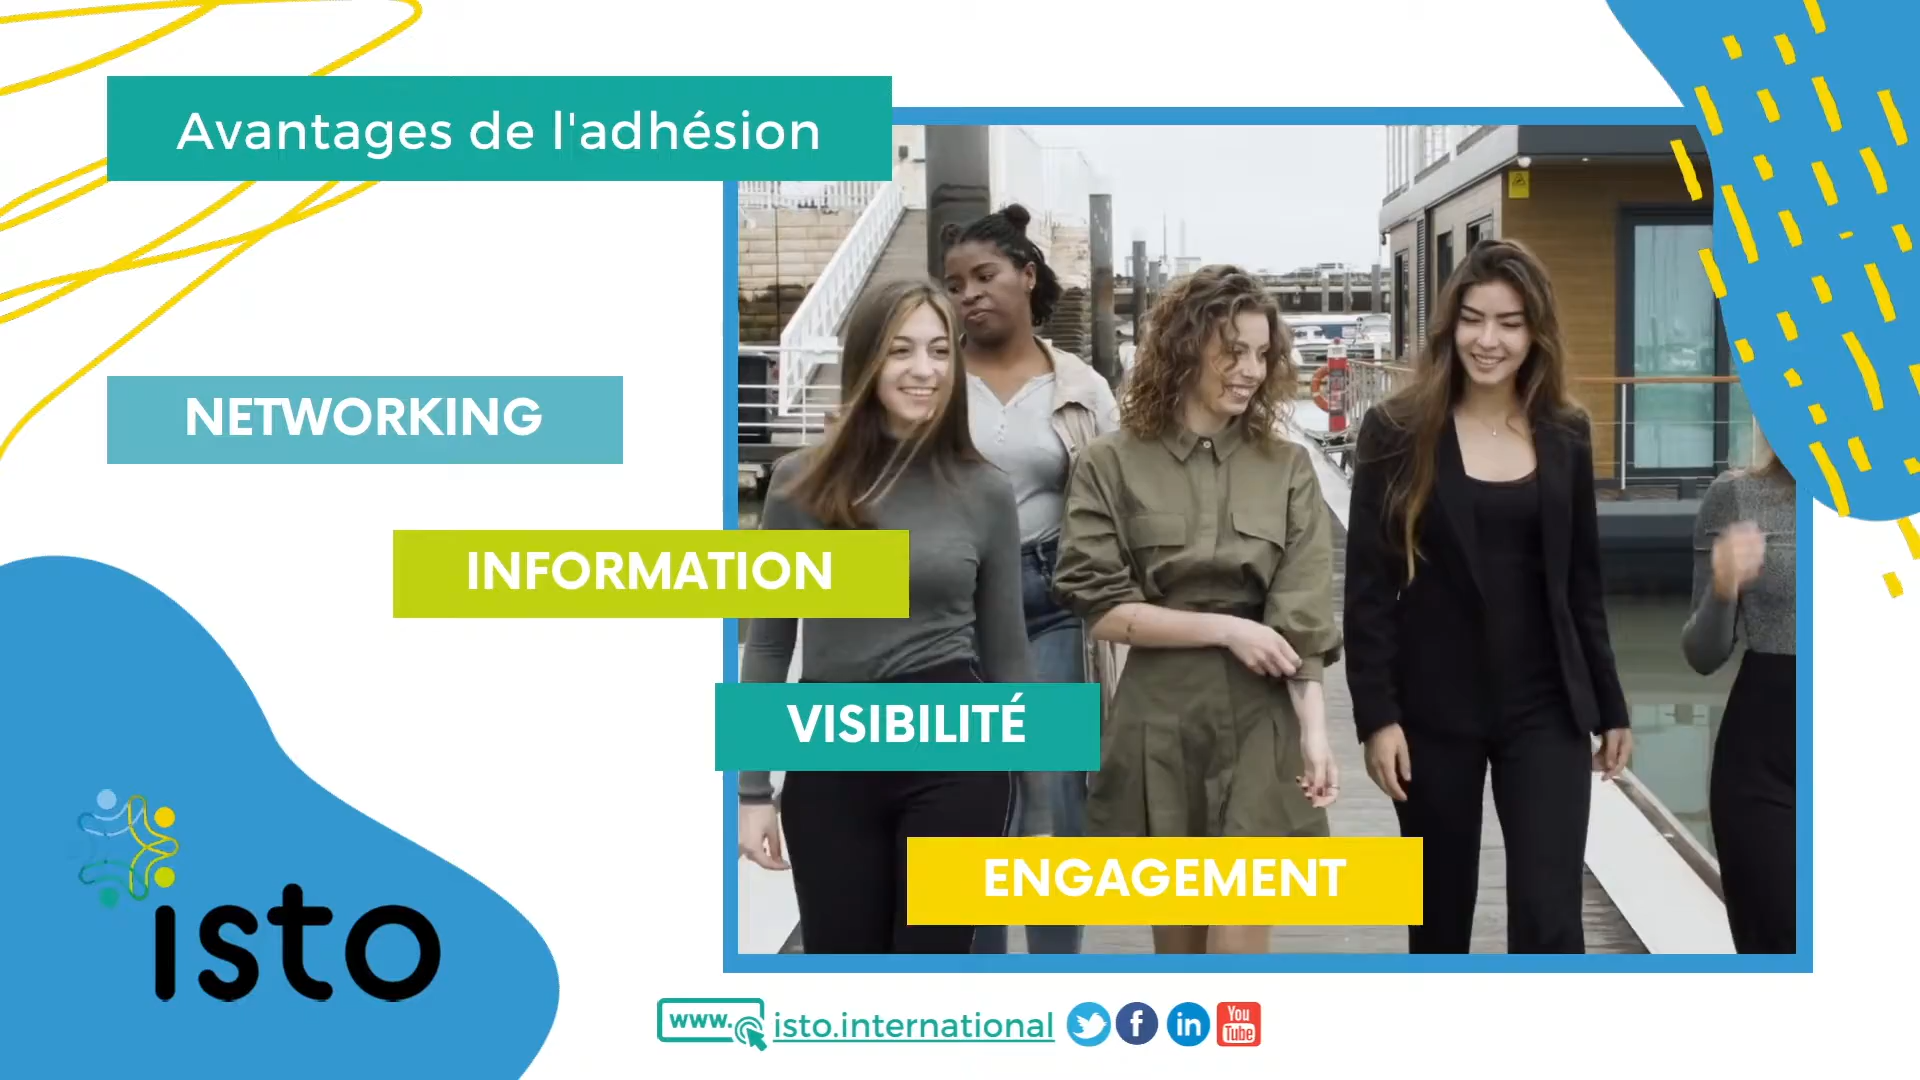 Avantages de l'adhésion
NETWORKING
INFORMATION
VISIBILITÉ
ENGAGEMENT
isto
www.
isto.international
You
Tube